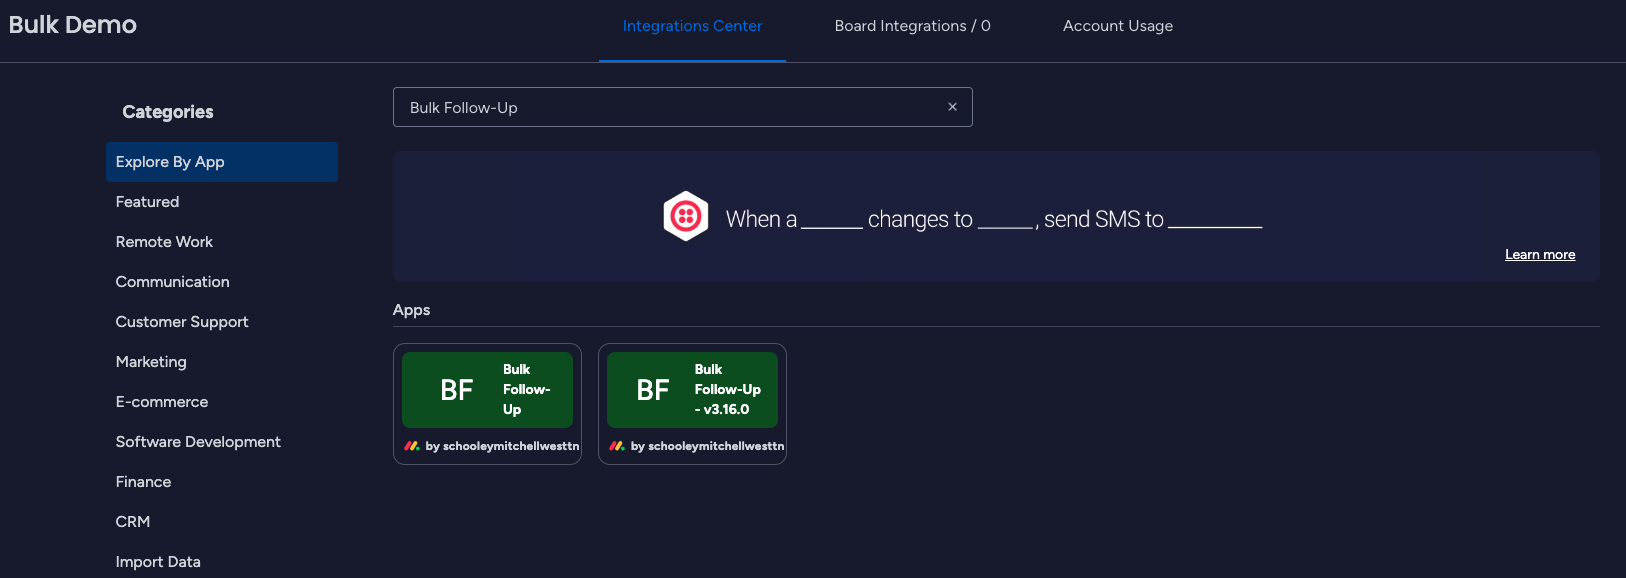 Bulk Demo
Integrations Center
Board Integrations / 0
Account Usage
Categories
Explore By App
Featured
Remote Work
Communication
Customer Support
Marketing
E-commerce
Software Development
Finance
CRM
Import Data
Bulk Follow-Up
When a ______ changes to _____, send SMS to _________
Learn more
Apps
BF
Bulk
Follow-
Up
by schooleymitchellwesttn
BF
Bulk
Follow-Up
- v3.16.0
by schooleymitchellwesttn